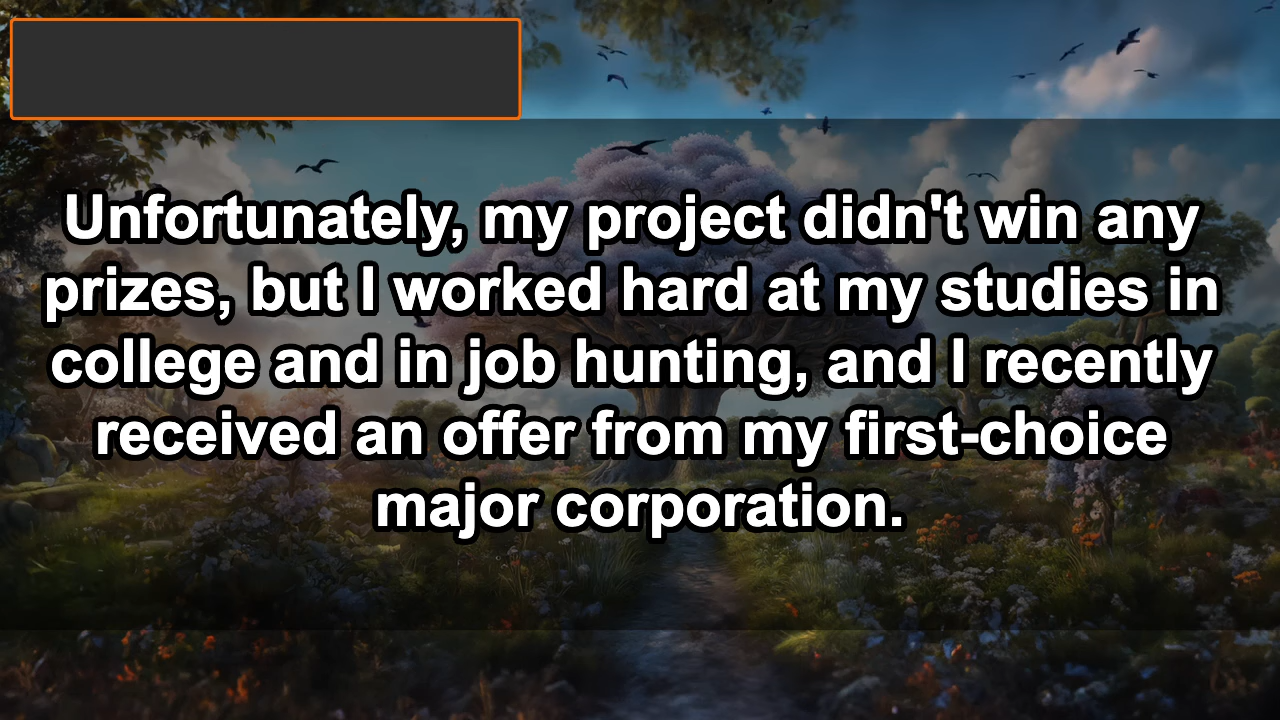 Unfortunately, my project didn't win any
prizes, but I worked hard at my studies in
college and in job hunting, and I recently
received an offer from my first-choice
major corporation.